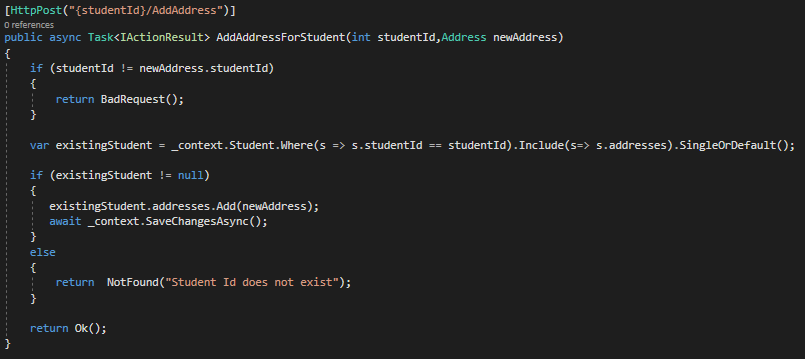 [HttpPost("{studentId}/AddAddress")]
0 references
public async Task<IActionResult> AddAddressForStudent(int studentId,Address newAddress)
{
if (studentId != newAddress.studentId)
{
return BadRequest();
}
var existingStudent = _context.Student.Where(s => s.studentId == studentId).Include(s=> s.addresses).SingleOrDefault();
if (existingStudent != null)
{
existingStudent.addresses.Add(newAddress);
await _context.SaveChangesAsync();
}
else
{
return  NotFound("Student Id does not exist");
}
return Ok();
}